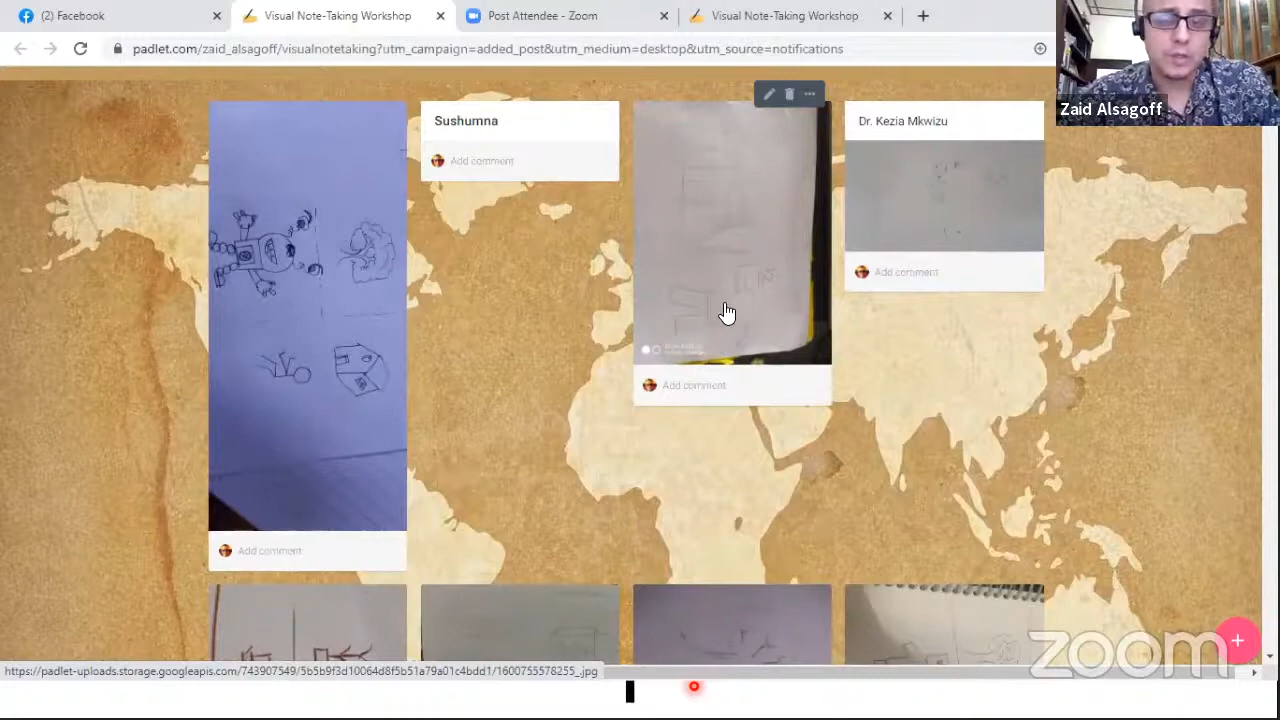 (2) Facebook
Visual Note-Taking Workshop
Post Attendee - Zoom
Visual Note-Taking Workshop
padlet.com/zaid_alsagoff/visualnotetaking?utm_campaign=added_post&utm_medium=desktop&utm_source=notifications
Zaid Alsagoff
Sushumna
Add comment
Dr. Kezia Mkwizu
Add comment
Add comment
Add comment
zoom
https://padlet-uploads.storage.googleapis.com/743907549/5b5b9f3d10064d8f5b51a79a01c4bdd1/1600755578255_.jpg